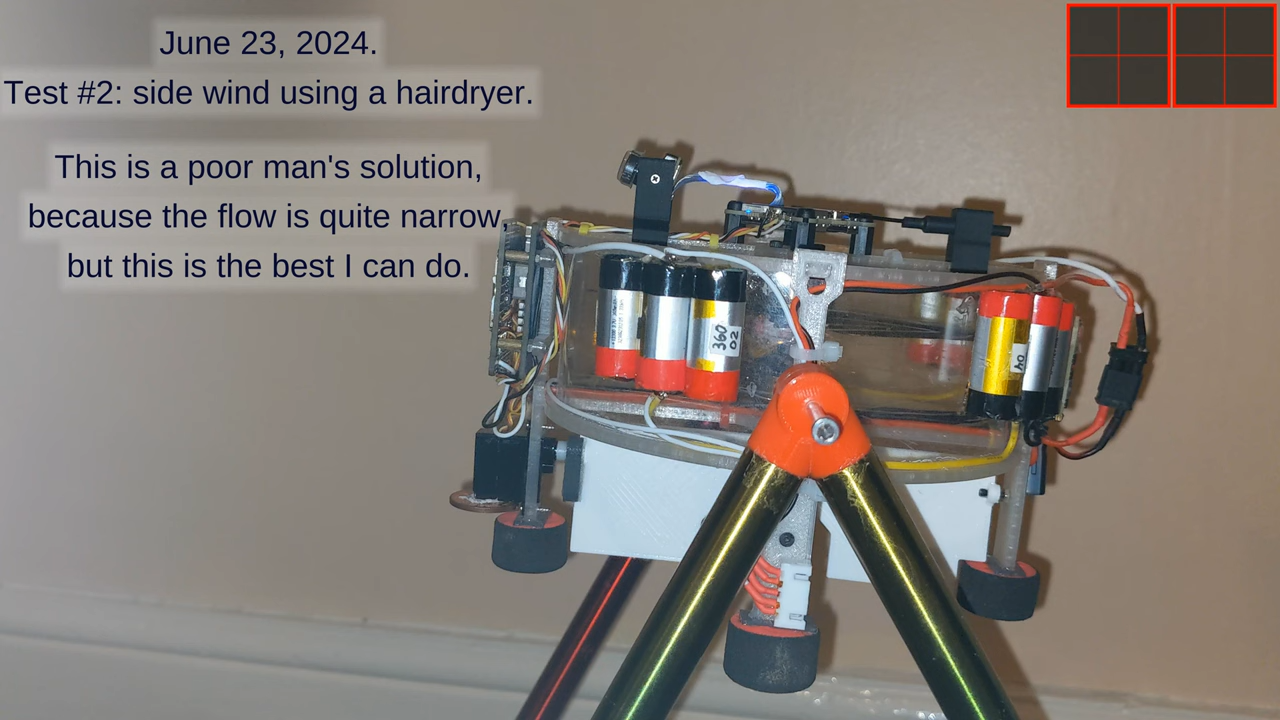 June 23, 2024.
Test #2: side wind using a hairdryer.
This is a poor man's solution,
because the flow is quite narrow,
but this is the best I can do.
360
02